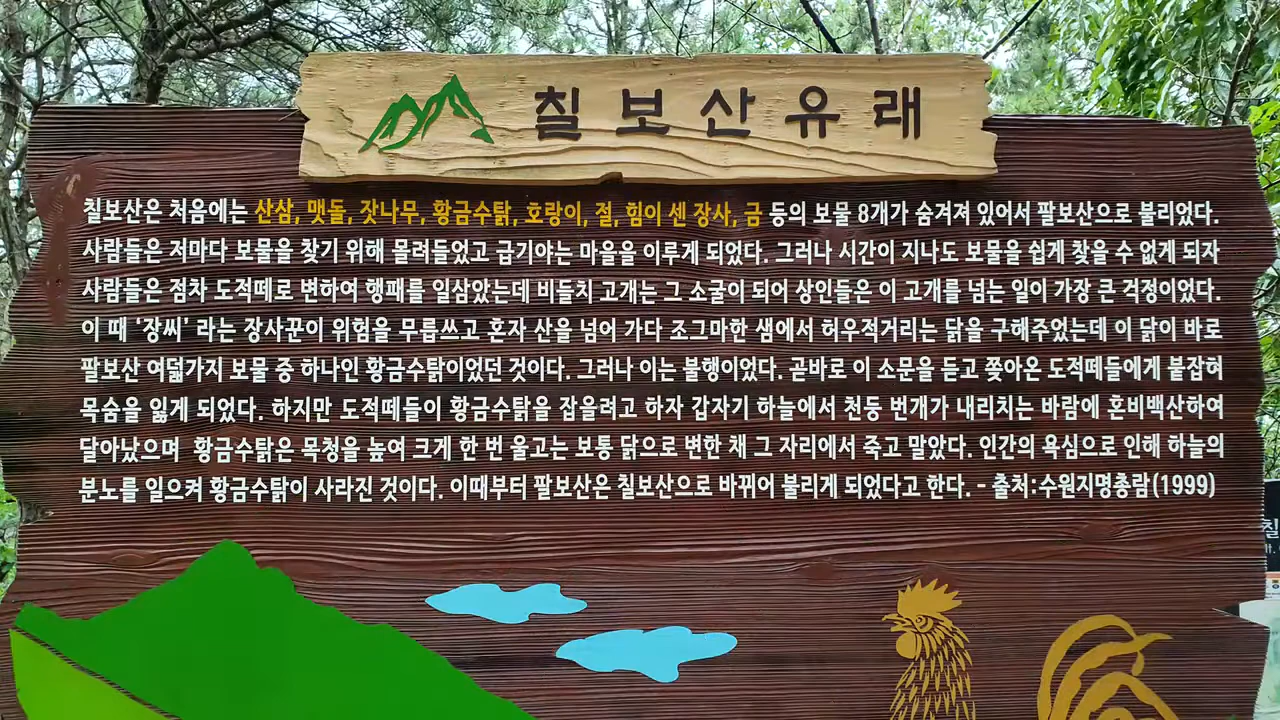 칠보산유래
칠보산은 처음에는 산삼, 맷돌, 잣나무, 황금수탉, 호랑이, 절, 힘이 센 장사, 금 등의 보물 8개가 숨겨져 있어서 팔보산으로 불리었다.
사람들은 저마다 보물을 찾기 위해 몰려들었고 급기야는 마을을 이루게 되었다. 그러나 시간이 지나도 보물을 쉽게 찾을 수 없게 되자
사람들은 점차 도적떼로 변하여 행패를 일삼았는데 비들치 고개는 그 소굴이 되어 상인들은 이 고개를 넘는 일이 가장 큰 걱정이었다.
이 때 '장씨' 라는 장사꾼이 위험을 무릅쓰고 혼자 산을 넘어 가다 조그마한 샘에서 허우적거리는 닭을 구해주었는데 이 닭이 바로
팔보산 여덟가지 보물 중 하나인 황금수탉이었던 것이다. 그러나 이는 불행이었다. 곧바로 이 소문을 듣고 쫓아온 도적떼들에게 붙잡혀
목숨을 잃게 되었다. 하지만 도적떼들이 황금수탉을 잡을려고 하자 갑자기 하늘에서 천둥 번개가 내리치는 바람에 혼비백산하여
달아났으며 황금수탉은 목청을 높여 크게 한 번 울고는 보통 닭으로 변한 채 그 자리에서 죽고 말았다. 인간의 욕심으로 인해 하늘의
분노를 일으켜 황금수탉이 사라진 것이다. 이때부터 팔보산은 칠보산으로 바뀌어 불리게 되었다고 한다. - 출처:수원지명총람(1999)
칠